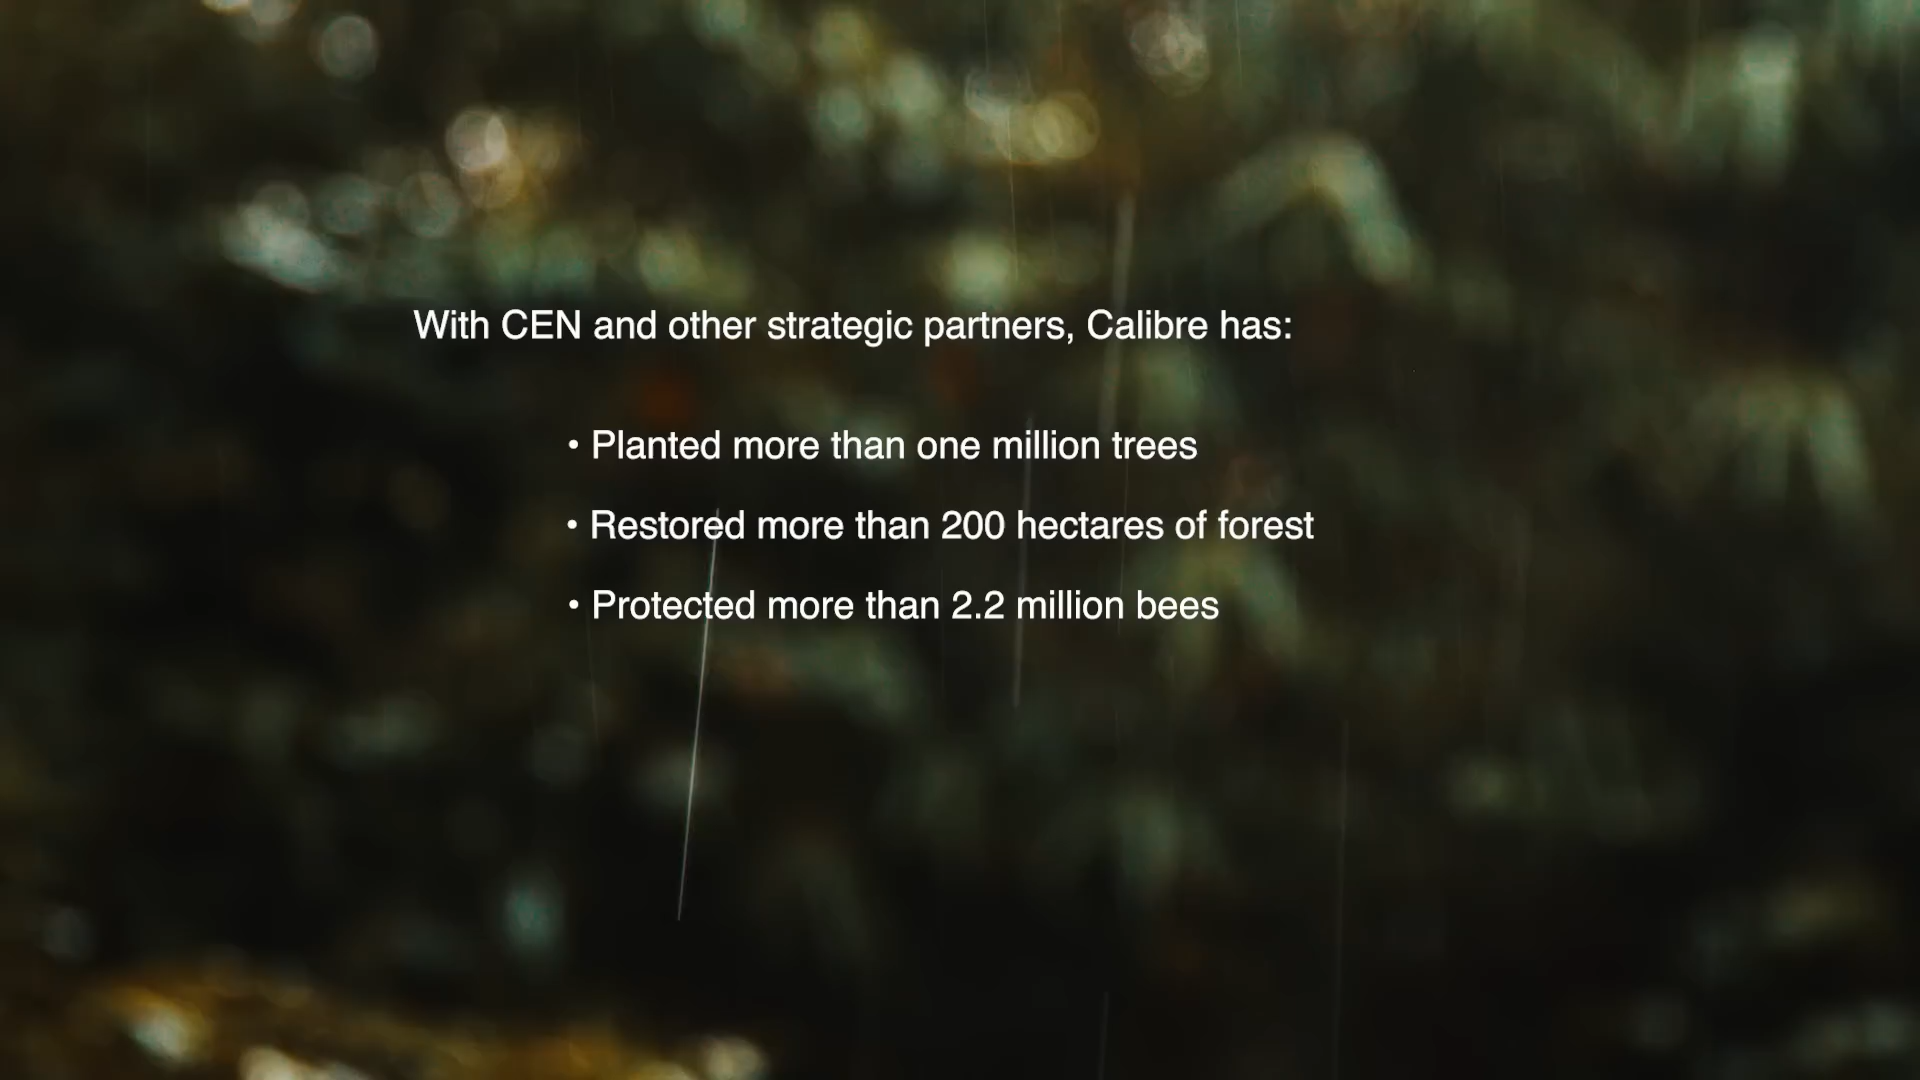 With CEN and other strategic partners, Calibre has:
• Planted more than one million trees
• Restored more than 200 hectares of forest
• Protected more than 2.2 million bees